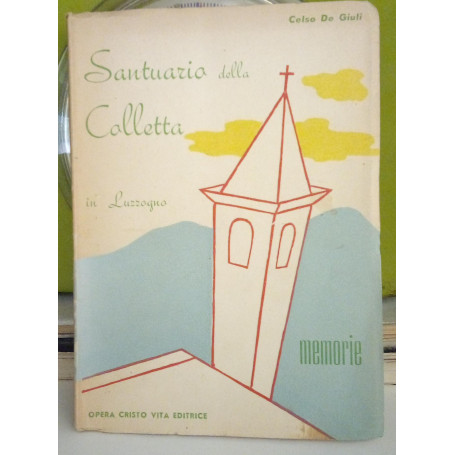 Celso De Giuli
Santuario della
Colletta
in Luzzogno
memorie
OPERA CRISTO VITA EDITRICE